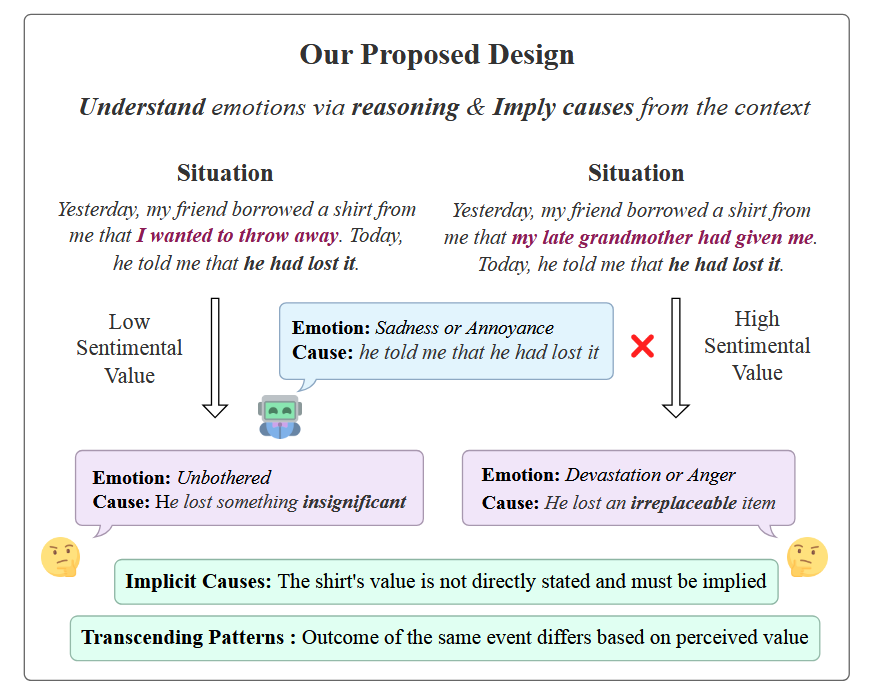 Our Proposed Design
Understand emotions via reasoning & Imply causes from the context
Situation
Yesterday, my friend borrowed a shirt from
me that I wanted to throw away. Today,
he told me that he had lost it.
Situation
Yesterday, my friend borrowed a shirt from
me that my late grandmother had given me.
Today, he told me that he had lost it.
Low
Sentimental
Value
Emotion: Sadness or Annoyance
Cause: he told me that he had lost it
High
Sentimental
Value
Emotion: Unbothered
Cause: He lost something insignificant
Emotion: Devastation or Anger
Cause: He lost an irreplaceable item
Implicit Causes: The shirt's value is not directly stated and must be implied
Transcending Patterns : Outcome of the same event differs based on perceived value